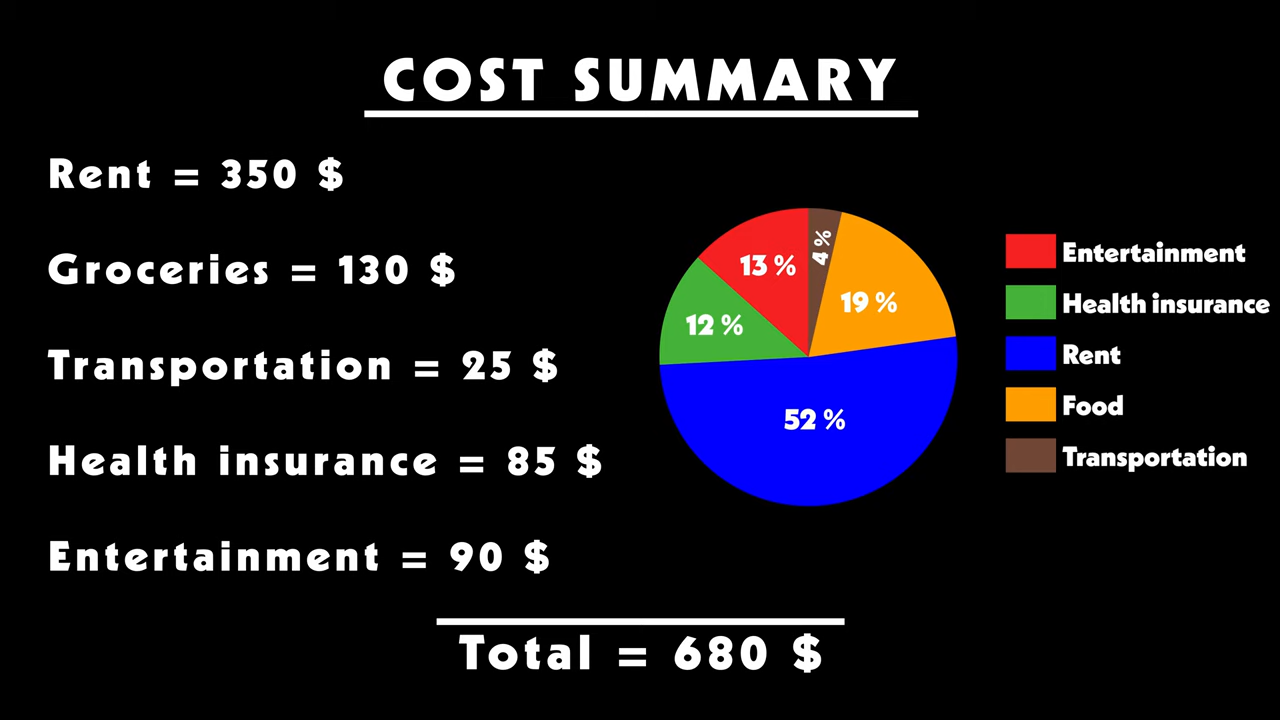 COST SUMMARY
Rent = 350 $
Groceries = 130 $
Transportation = 25 $
Health insurance = 85 $
Entertainment = 90 $
13 %
4 %
19 %
12 %
52 %
Entertainment
Health insurance
Rent
Food
Transportation
Total = 680 $